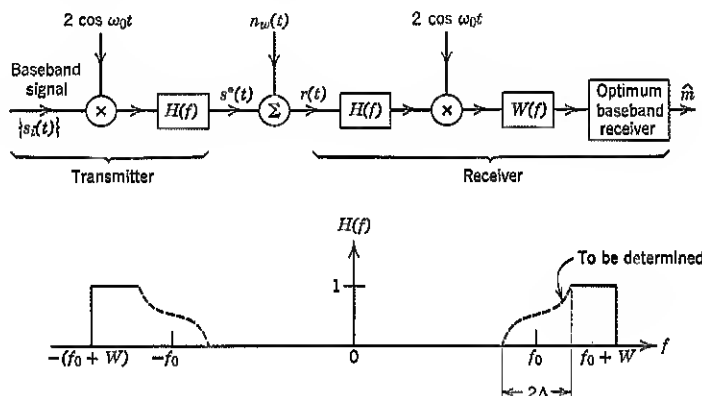 2 cos ω₀t
n_w(t)
2 cos ω₀t
Baseband signal
{s_i(t)}
×
H(f)
s*(t)
Σ
r(t)
H(f)
×
W(f)
Optimum baseband receiver
m̂
Transmitter
Receiver
H(f)
To be determined
1
-(f₀ + W)
-f₀
0
f₀
f₀ + W
f
2Δ